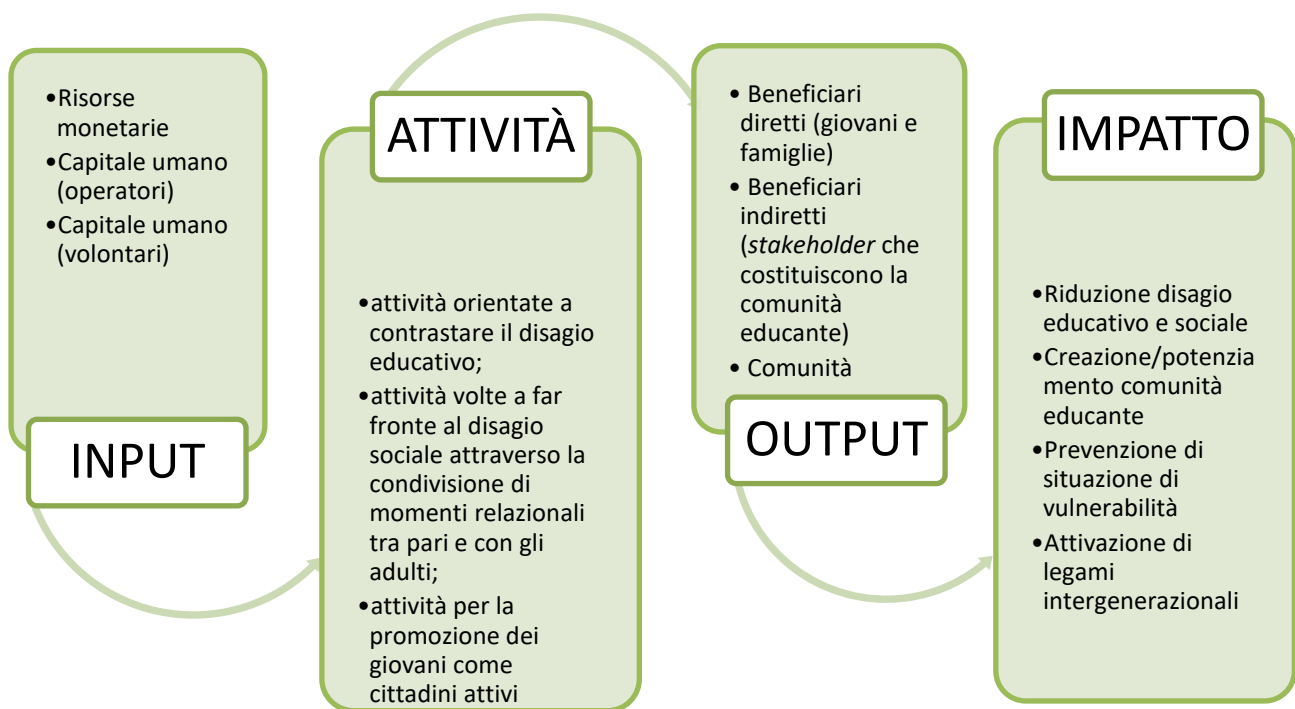 •Risorse
monetarie
•Capitale umano
(operatori)
•Capitale umano
(volontari)
INPUT
ATTIVITÀ
•attività orientate a
contrastare il disagio
educativo;
•attività volte a far
fronte al disagio
sociale attraverso la
condivisione di
momenti relazionali
tra pari e con gli
adulti;
•attività per la
promozione dei
giovani come
cittadini attivi
• Beneficiari
diretti (giovani e
famiglie)
• Beneficiari
indiretti
(stakeholder che
costituiscono la
comunità
educante)
• Comunità
OUTPUT
IMPATTO
•Riduzione disagio
educativo e sociale
•Creazione/potenzia
mento comunità
educante
•Prevenzione di
situazione di
vulnerabilità
•Attivazione di
legami
intergenerazionali